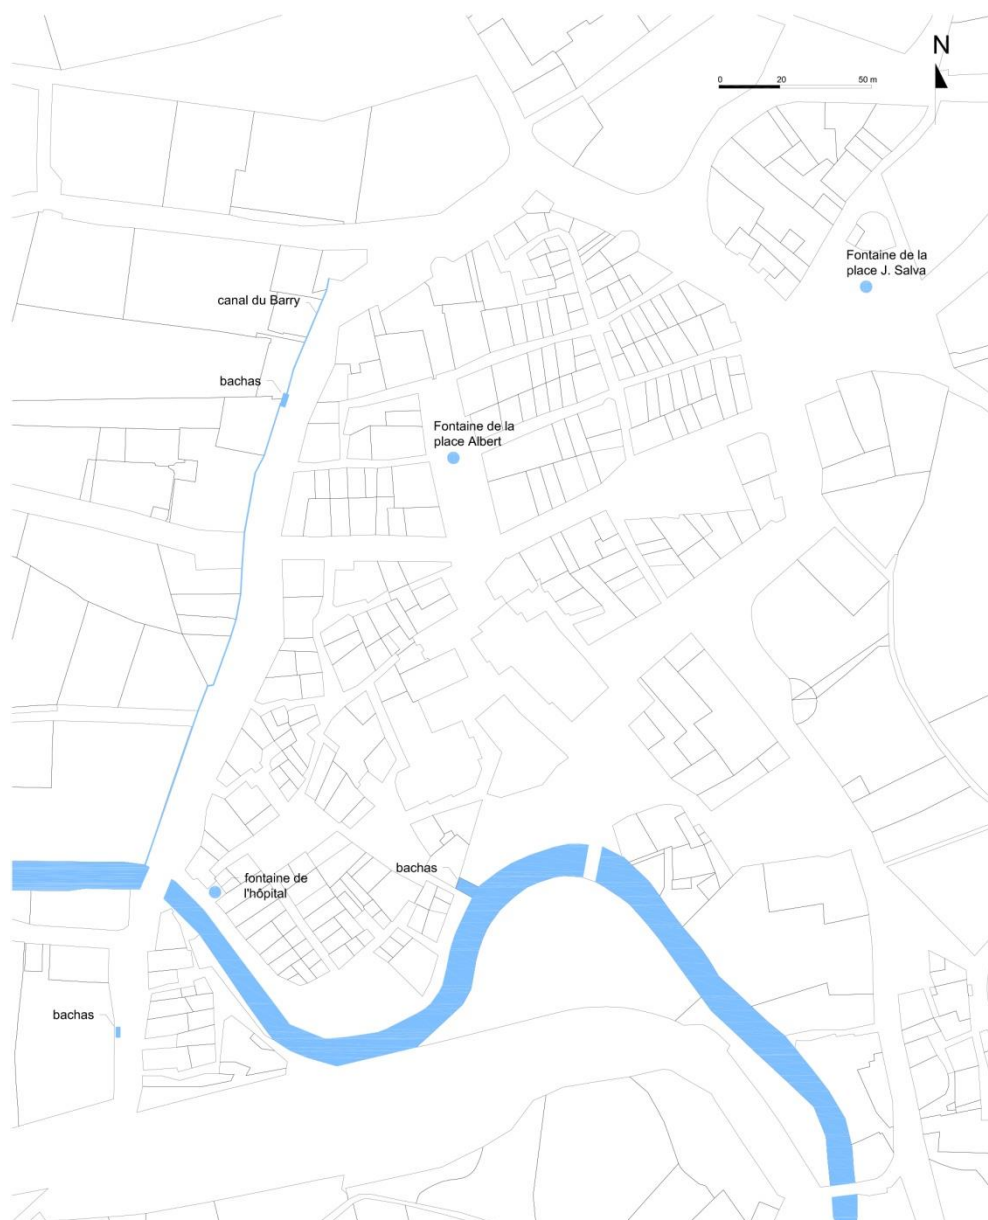 N
0 20 50 m
Fontaine de la
place J. Salva
canal du Barry
bachas
Fontaine de la
place Albert
bachas
fontaine de
l'hôpital
bachas